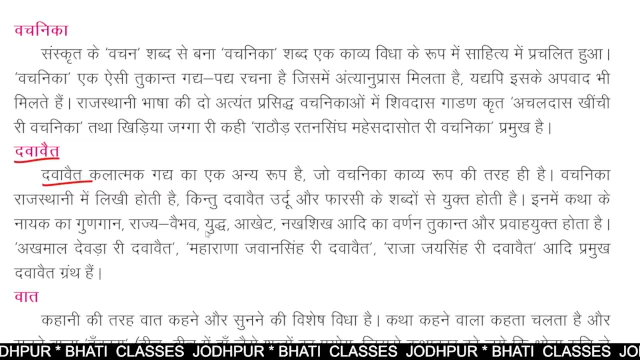 वचनिका
संस्कृत के ‘वचन’ शब्द से बना ‘वचनिका’ शब्द एक काव्य विधा के रूप में साहित्य में प्रचलित हुआ।
‘वचनिका’ एक ऐसी तुकान्त गद्य–पद्य रचना है जिसमें अंत्यानुप्रास मिलता है, यद्यपि इसके अपवाद भी
मिलते हैं। राजस्थानी भाषा की दो अत्यंत प्रसिद्ध वचनिकाओं में शिवदास गाडण कृत ‘अचलदास खींची
री वचनिका’ तथा खिड़िया जग्गा री कही ‘राठौड़ रतनसिंघ महेसदासोत री वचनिका’ प्रमुख है।
दवावैत
दवावैत कलात्मक गद्य का एक अन्य रूप है, जो वचनिका काव्य रूप की तरह ही है। वचनिका
राजस्थानी में लिखी होती है, किन्तु दवावैत उर्दू और फारसी के शब्दों से युक्त होती है। इनमें कथा के
नायक का गुणगान, राज्य–वैभव, युद्ध, आखेट, नखशिख आदि का वर्णन तुकान्त और प्रवाहयुक्त होता है।
‘अखमाल देवड़ा री दवावैत’, ‘महाराणा जवानसिंह री दवावैत’, ‘राजा जयसिंह री दवावैत’ आदि प्रमुख
दवावैत ग्रंथ हैं।
वात
कहानी की तरह वात कहने और सुनने की विशेष विधा है। कथा कहने वाला कहता चलता है और
DHPUR * BHATI CLASSES JODHPUR * BHATI CLASSES JODHPUR * BHATI CLASSES JO